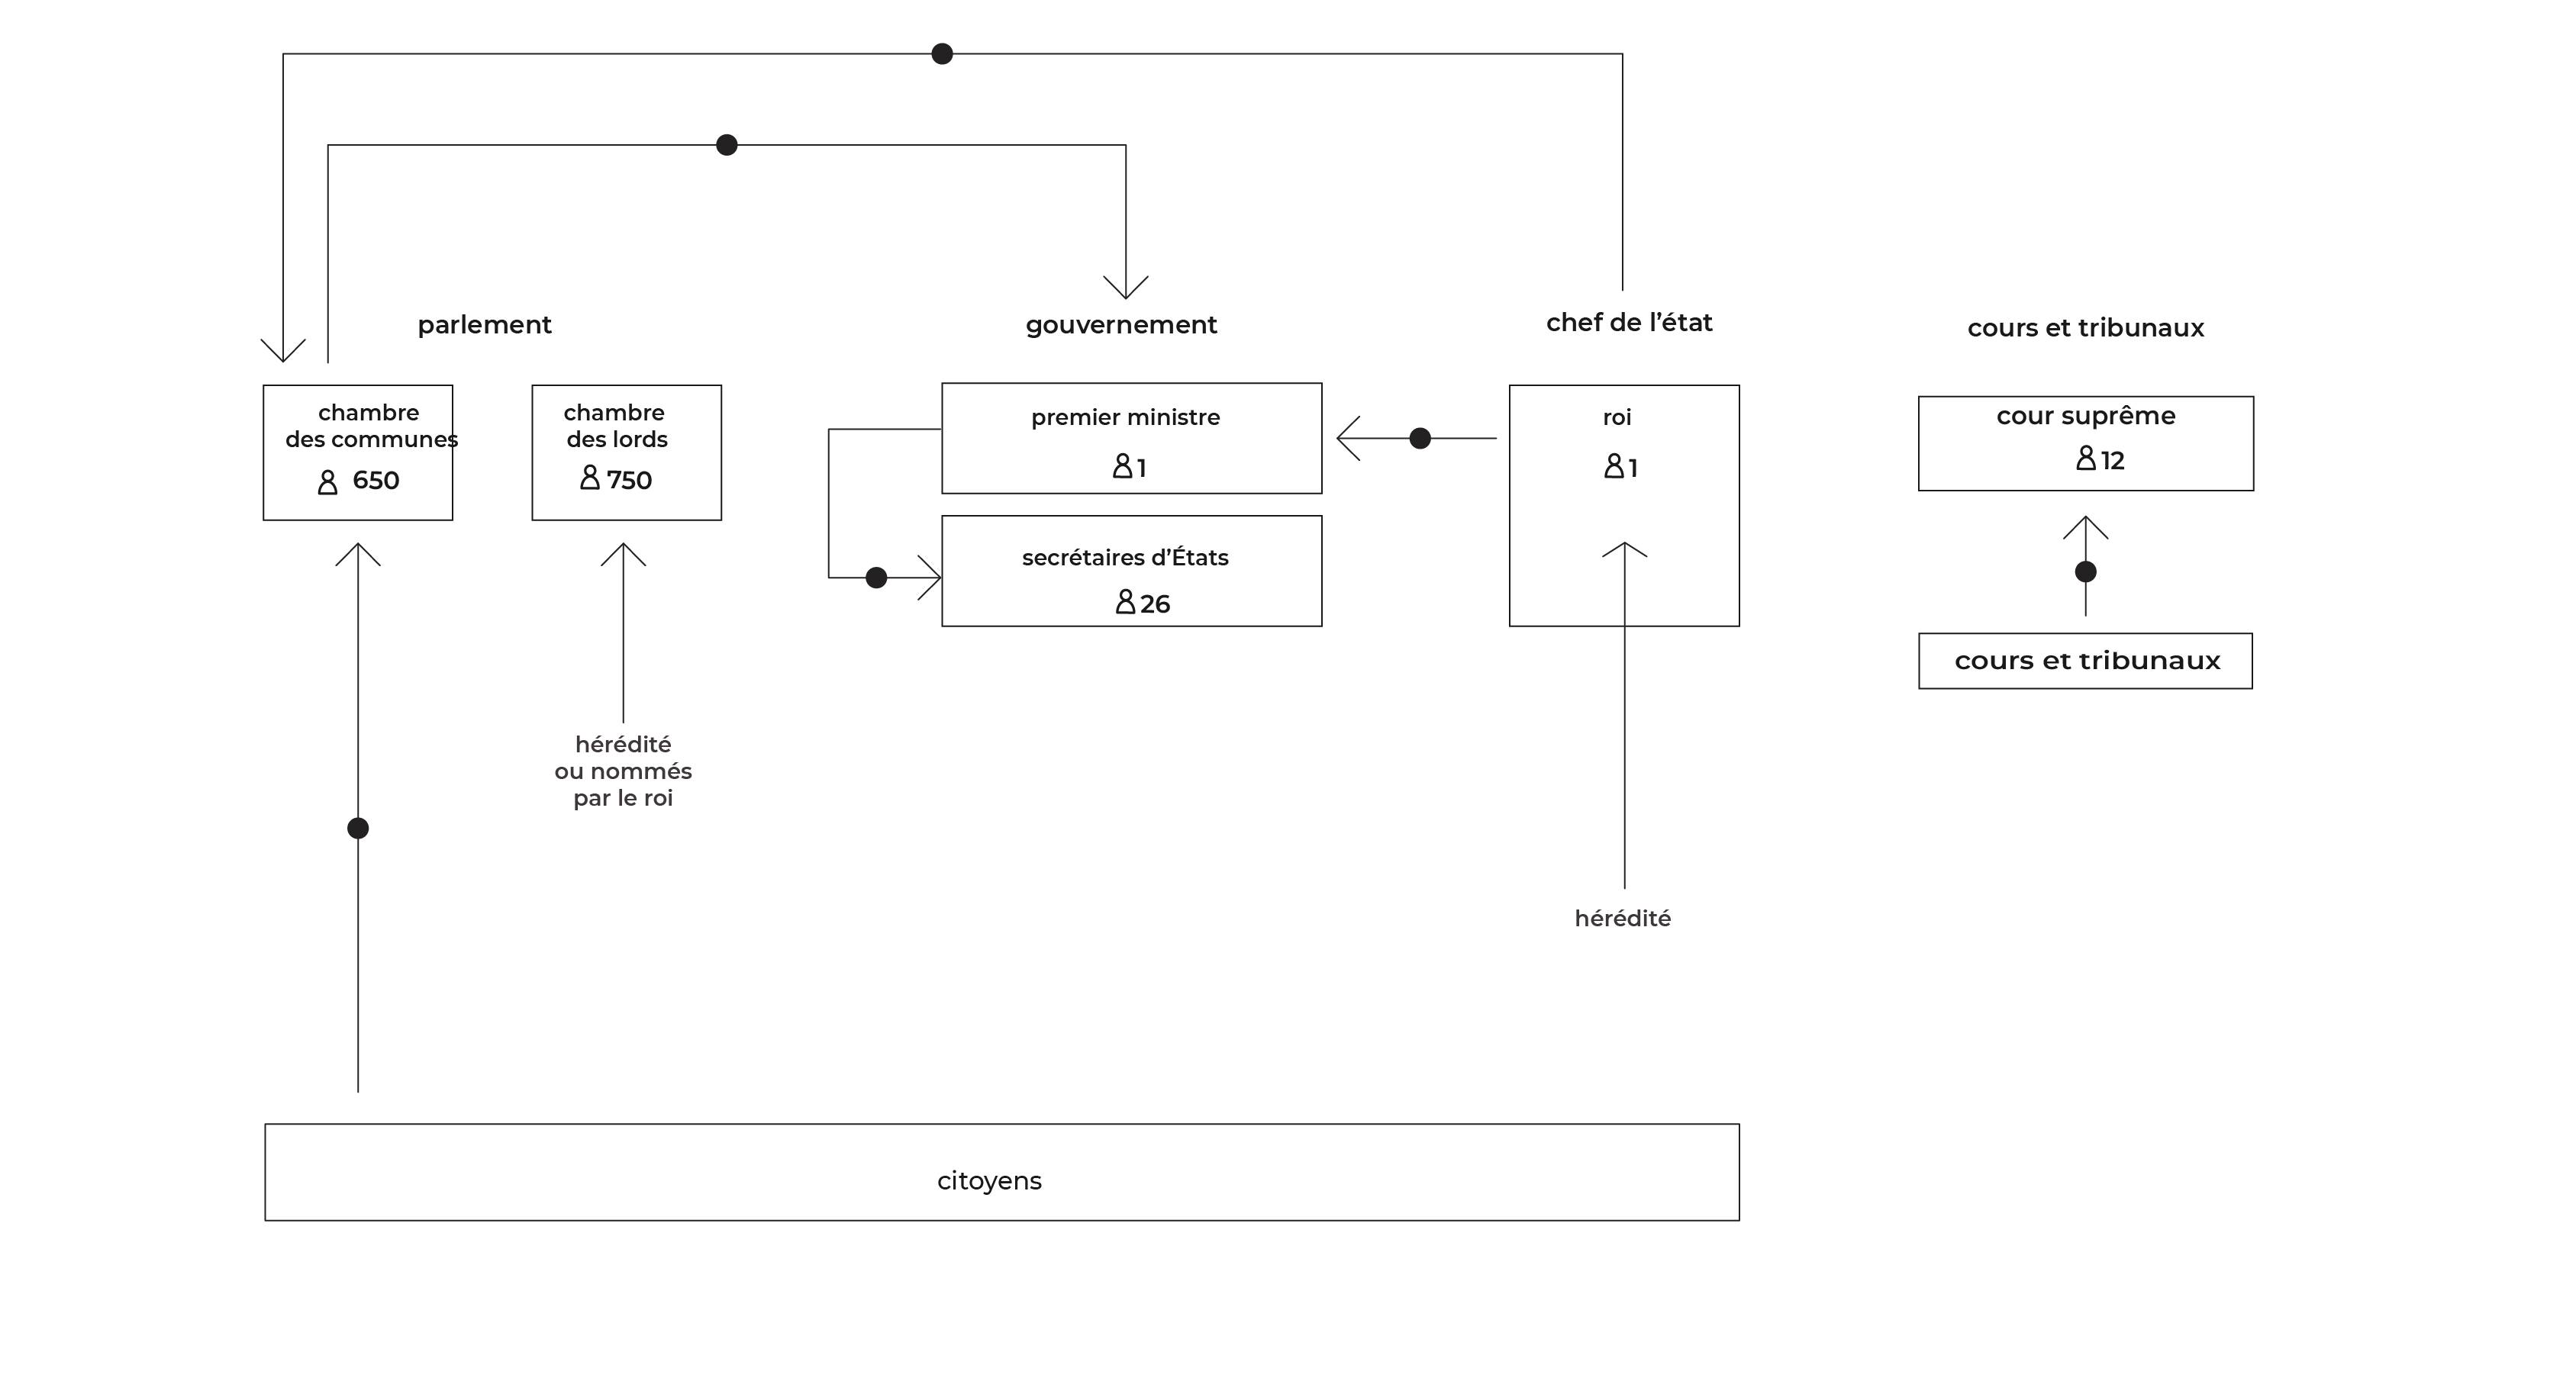 parlement
gouvernement
chef de l’état
cours et tribunaux
chambre
des communes
650
chambre
des lords
750
premier ministre
1
secrétaires d’États
26
roi
1
cour suprême
12
cours et tribunaux
hérédité
ou nommés
par le roi
hérédité
citoyens